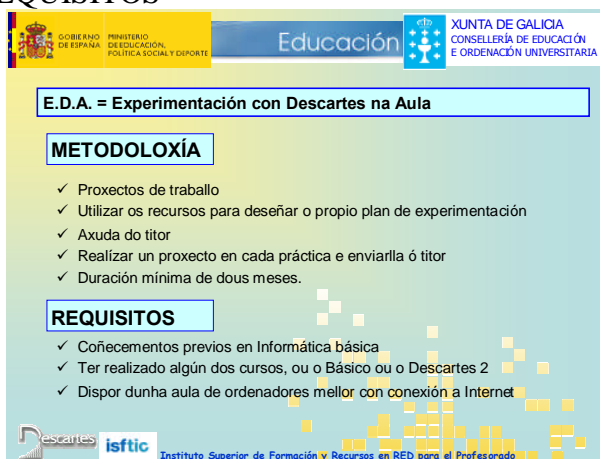 EQUISITOS
GOBIERNO
DE ESPAÑA
MINISTERIO
DE EDUCACIÓN,
POLÍTICA SOCIAL Y DEPORTE
Educación
XUNTA DE GALICIA
CONSELLERÍA DE EDUCACIÓN
E ORDENACIÓN UNIVERSITARIA
E.D.A. = Experimentación con Descartes na Aula
METODOLOXÍA
✓ Proxectos de traballo
✓ Utilizar os recursos para deseñar o propio plan de experimentación
✓ Axuda do titor
✓ Realízar un proxecto en cada práctica e enviarlla ó titor
✓ Duración mínima de dous meses.
REQUISITOS
✓ Coñecementos previos en Informática básica
✓ Ter realizado algún dos cursos, ou o Básico ou o Descartes 2
✓ Dispor dunha aula de ordenadores mellor con conexión a Internet
Descartes
isftic
Instituto Superior de Formación y Recursos en RED para el Profesorado